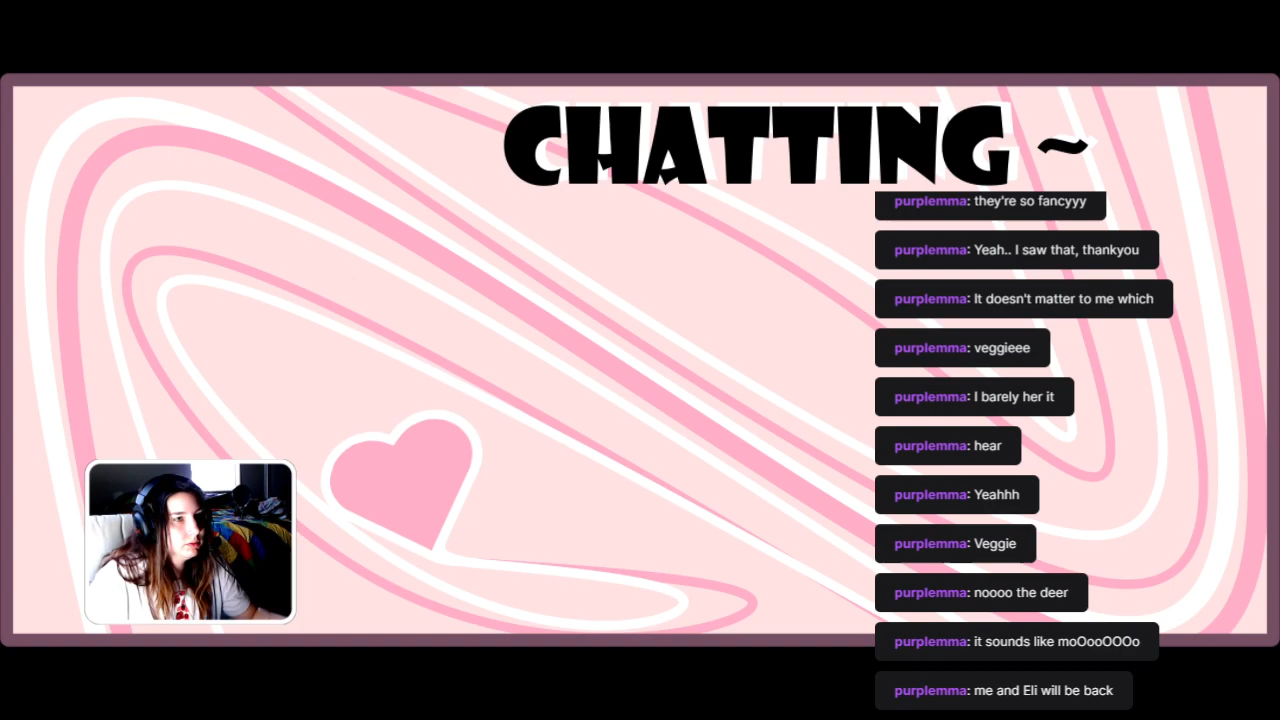 CHATTING ~
purplemma: they're so fancyyy
purplemma: Yeah.. I saw that, thankyou
purplemma: It doesn't matter to me which
purplemma: veggieee
purplemma: I barely her it
purplemma: hear
purplemma: Yeahhh
purplemma: Veggie
purplemma: noooo the deer
purplemma: it sounds like moOooOOOo
purplemma: me and Eli will be back